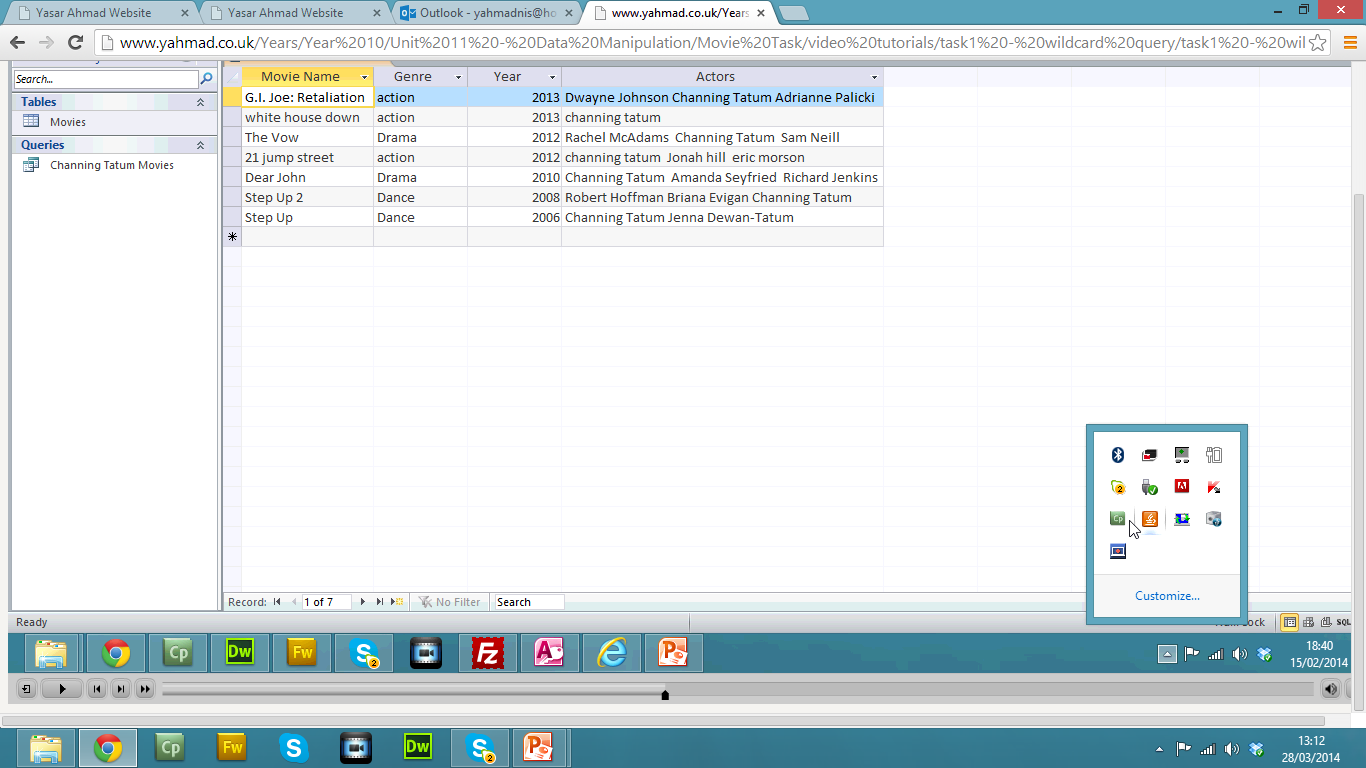 Yasar Ahmad Website
Yasar Ahmad Website
Outlook - yahmadnis@ho
www.yahmad.co.uk/Years
www.yahmad.co.uk/Years/Year%2010/Unit%2011%20-%20Data%20Manipulation/Movie%20Task/video%20tutorials/task1%20-%20wildcard%20query/task1%20-%20wil
Search...
Tables
Movies
Queries
Channing Tatum Movies
Movie Name Genre Year Actors
G.I. Joe: Retaliation action 2013 Dwayne Johnson Channing Tatum Adrianne Palicki
white house down action 2013 channing tatum
The Vow Drama 2012 Rachel McAdams Channing Tatum Sam Neill
21 jump street action 2012 channing tatum Jonah hill eric morson
Dear John Drama 2010 Channing Tatum Amanda Seyfried Richard Jenkins
Step Up 2 Dance 2008 Robert Hoffman Briana Evigan Channing Tatum
Step Up Dance 2006 Channing Tatum Jenna Dewan-Tatum
Customize...
Record: 1 of 7 No Filter Search
Ready
SQL
Cp Dw Fw S 2 Fz A P
18:40
15/02/2014
Cp Fw S Dw S 2 P
13:12
28/03/2014